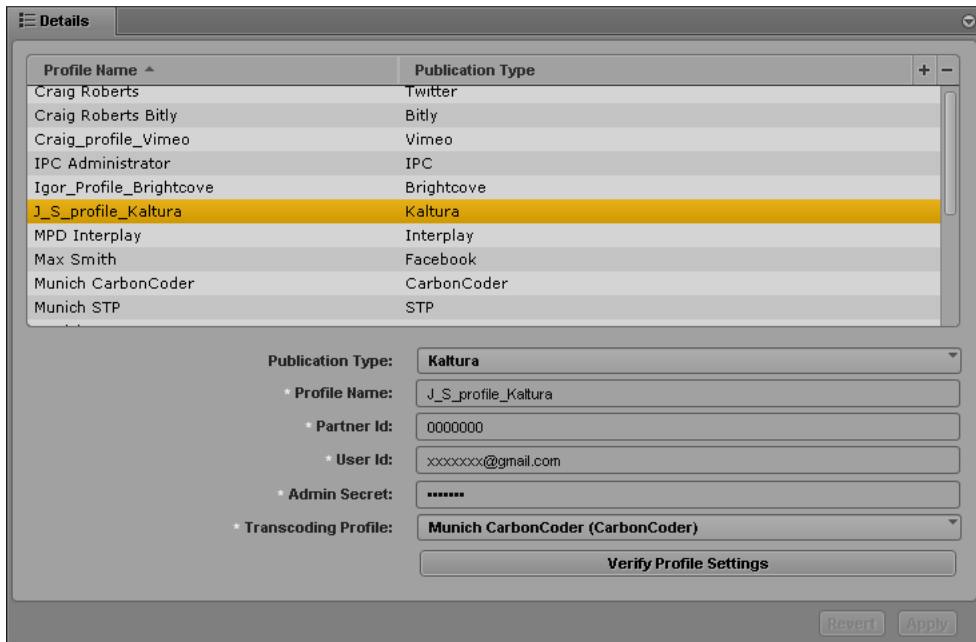 Details
Profile Name Publication Type + −
Craig Roberts Twitter
Craig Roberts Bitly Bitly
Craig_profile_Vimeo Vimeo
IPC Administrator IPC
Igor_Profile_Brightcove Brightcove
J_S_profile_Kaltura Kaltura
MPD Interplay Interplay
Max Smith Facebook
Munich CarbonCoder CarbonCoder
Munich STP STP
Publication Type: Kaltura
* Profile Name: J_S_profile_Kaltura
* Partner Id: 0000000
* User Id: xxxxxxx@gmail.com
* Admin Secret: •••••••
* Transcoding Profile: Munich CarbonCoder (CarbonCoder)
Verify Profile Settings
Revert Apply